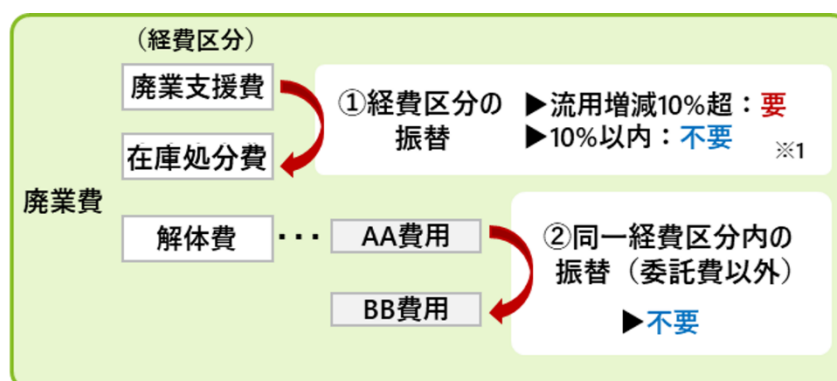 （経費区分）
廃業支援費
①経費区分の
振替
▶流用増減10%超：要
▶10%以内：不要
※1
在庫処分費
廃業費
解体費
・・・
AA費用
②同一経費区分内の
振替（委託費以外）
BB費用
▶不要